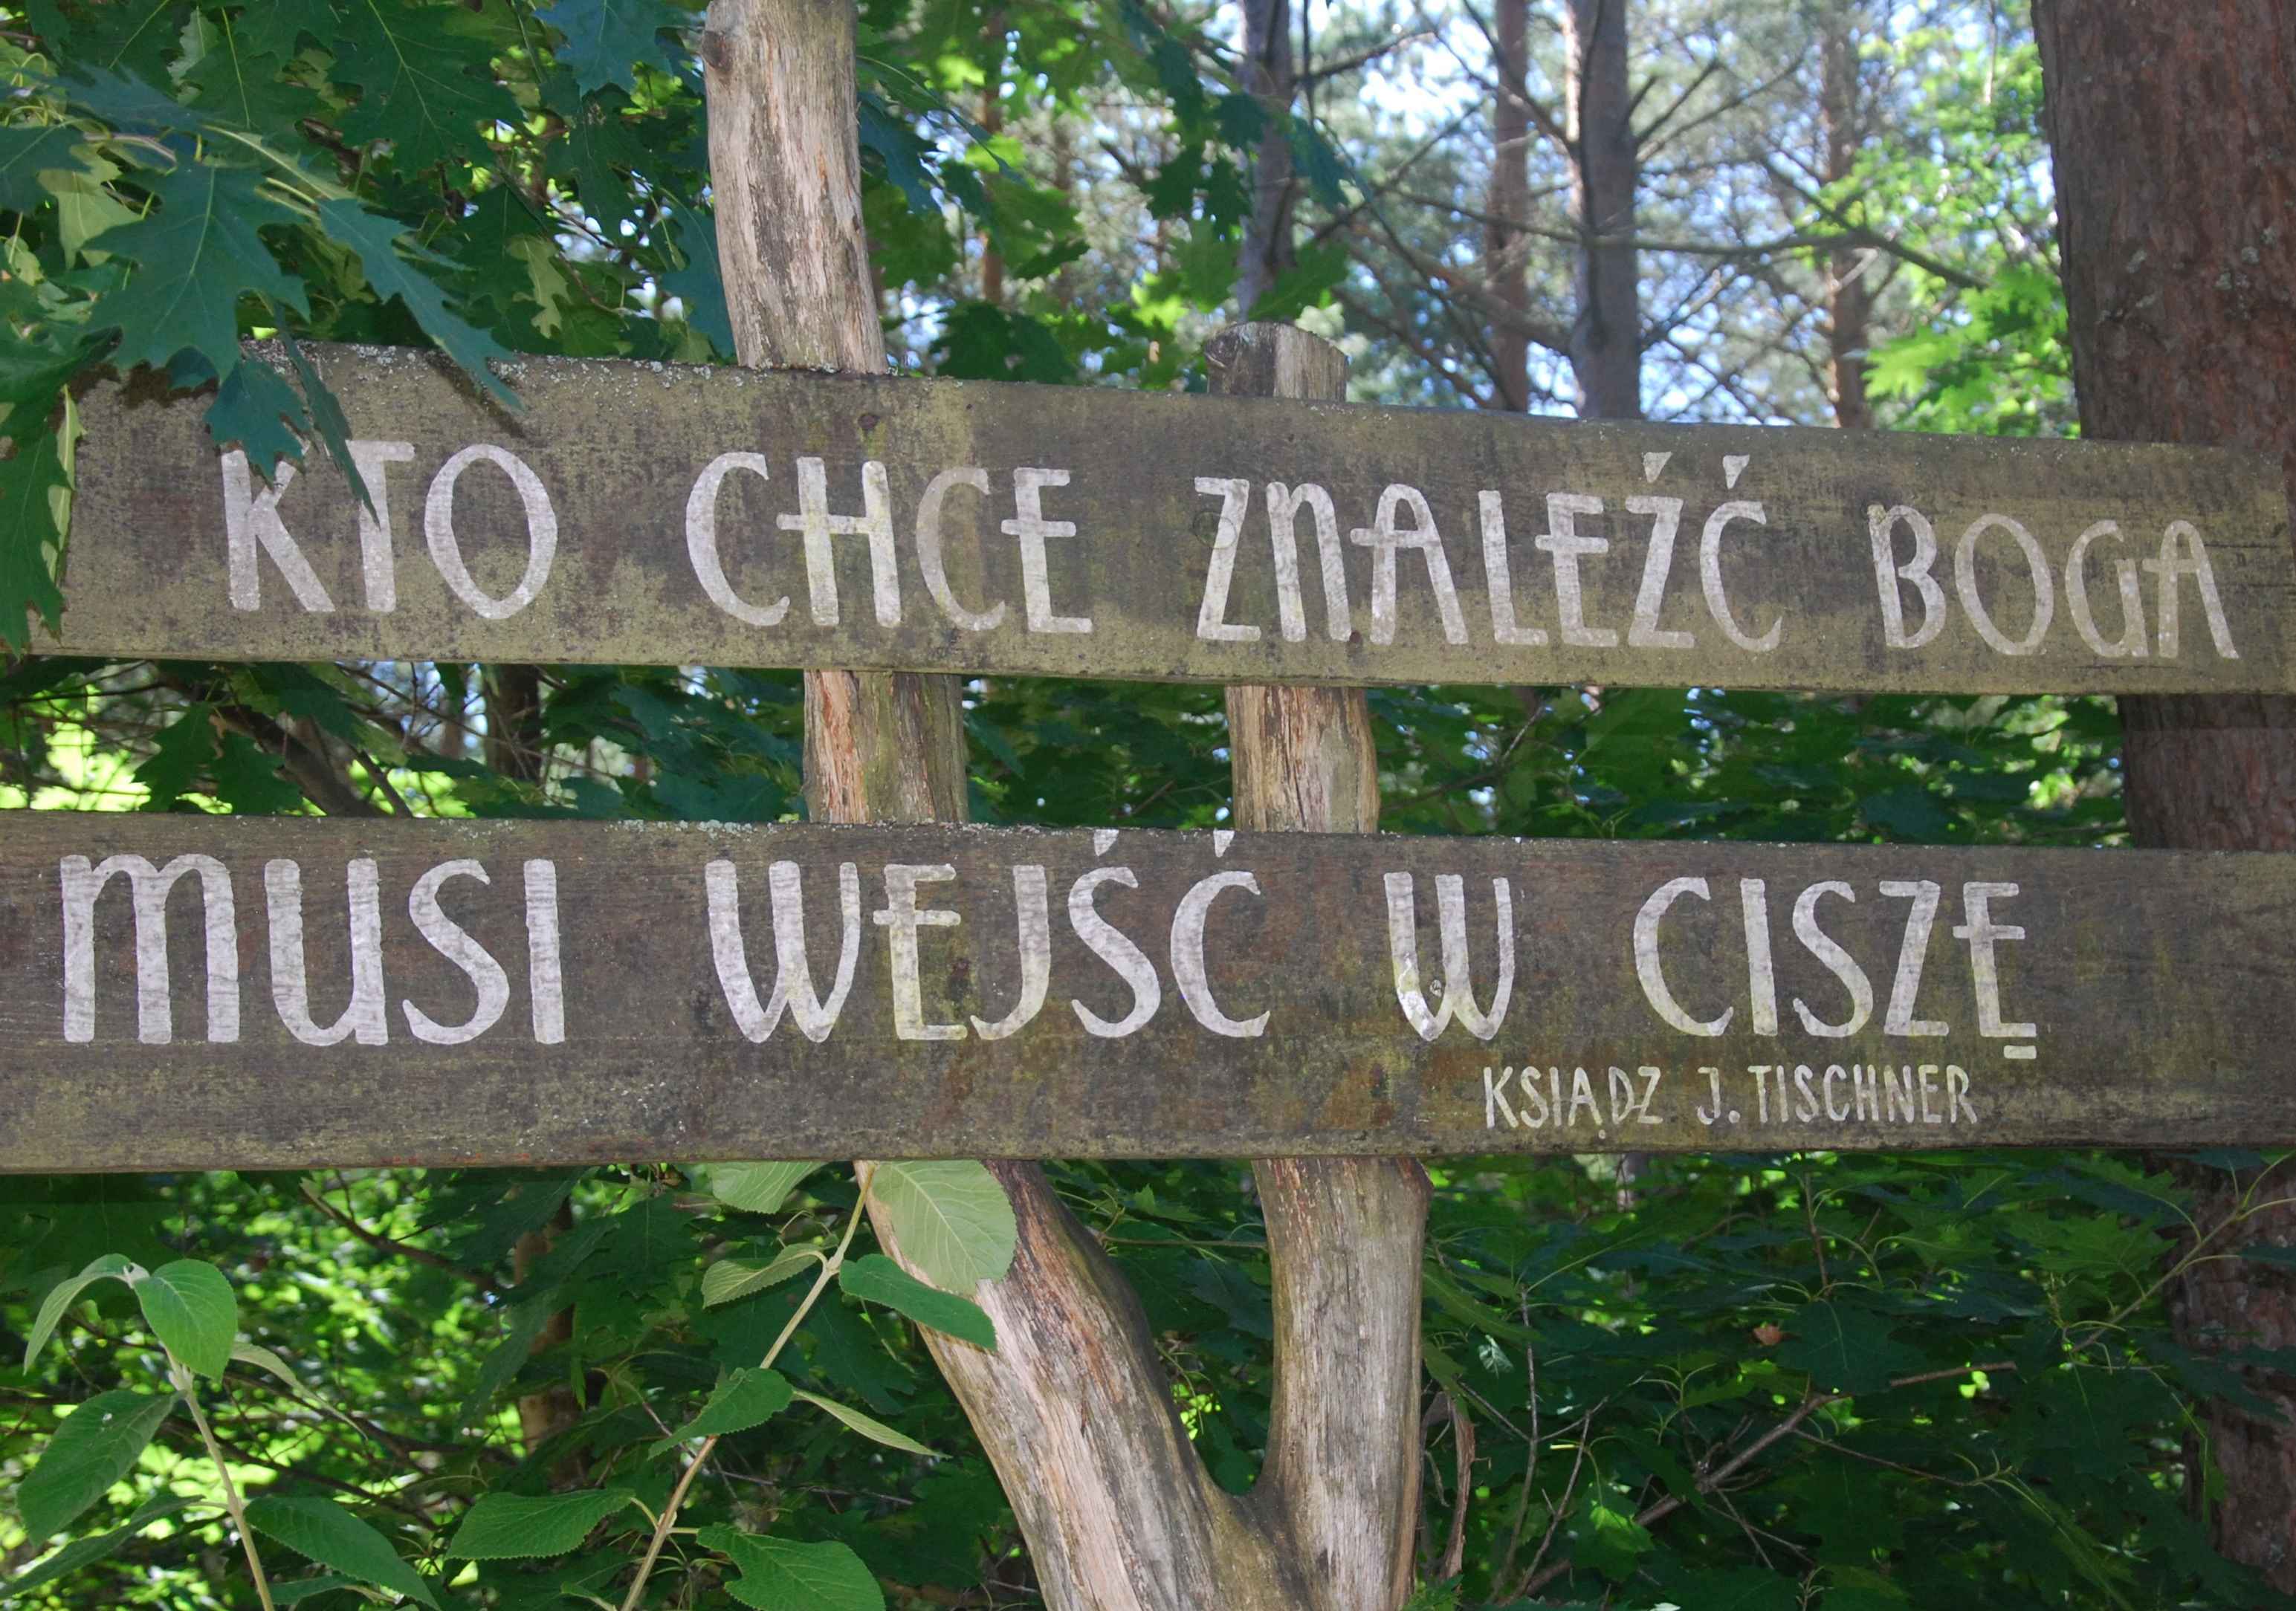 KTO CHCE ZNALEŹĆ BOGA
MUSI WEJŚĆ W CISZĘ
KSIĄDZ J. TISCHNER